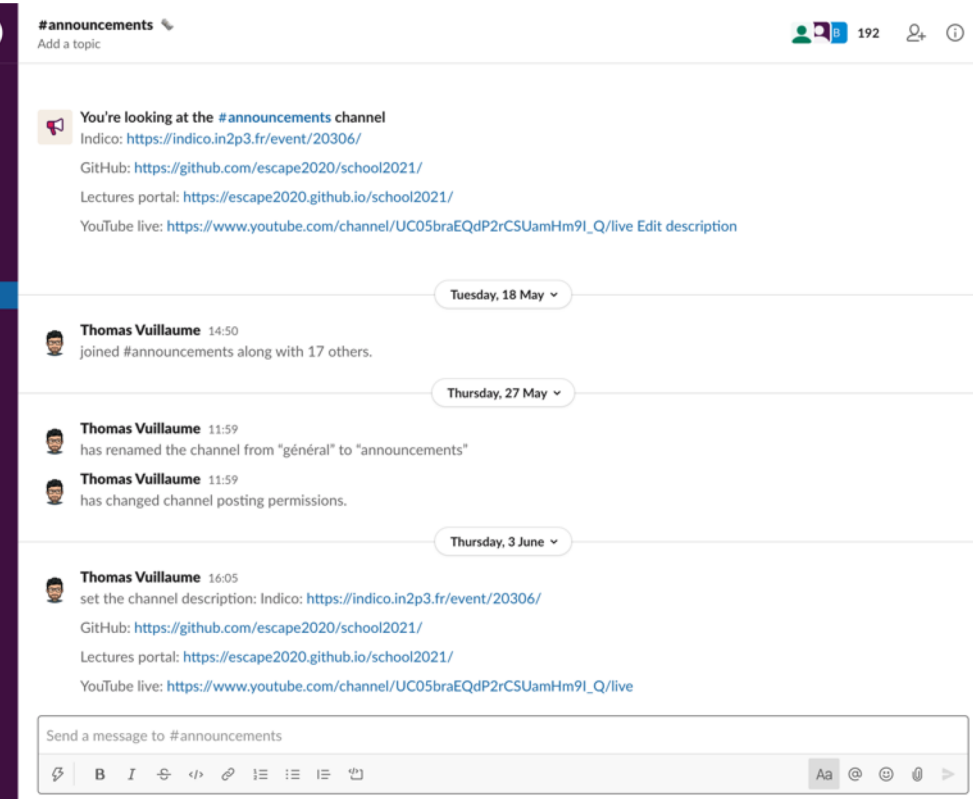 #announcements
Add a topic
B
192
You're looking at the #announcements channel
Indico: https://indico.in2p3.fr/event/20306/
GitHub: https://github.com/escape2020/school2021/
Lectures portal: https://escape2020.github.io/school2021/
YouTube live: https://www.youtube.com/channel/UC05braEQdP2rCSUamHm9I_Q/live Edit description
Tuesday, 18 May
Thomas Vuillaume 14:50
joined #announcements along with 17 others.
Thursday, 27 May
Thomas Vuillaume 11:59
has renamed the channel from “général” to “announcements”
Thomas Vuillaume 11:59
has changed channel posting permissions.
Thursday, 3 June
Thomas Vuillaume 16:05
set the channel description: Indico: https://indico.in2p3.fr/event/20306/
GitHub: https://github.com/escape2020/school2021/
Lectures portal: https://escape2020.github.io/school2021/
YouTube live: https://www.youtube.com/channel/UC05braEQdP2rCSUamHm9I_Q/live
Send a message to #announcements
B I S </> Aa @